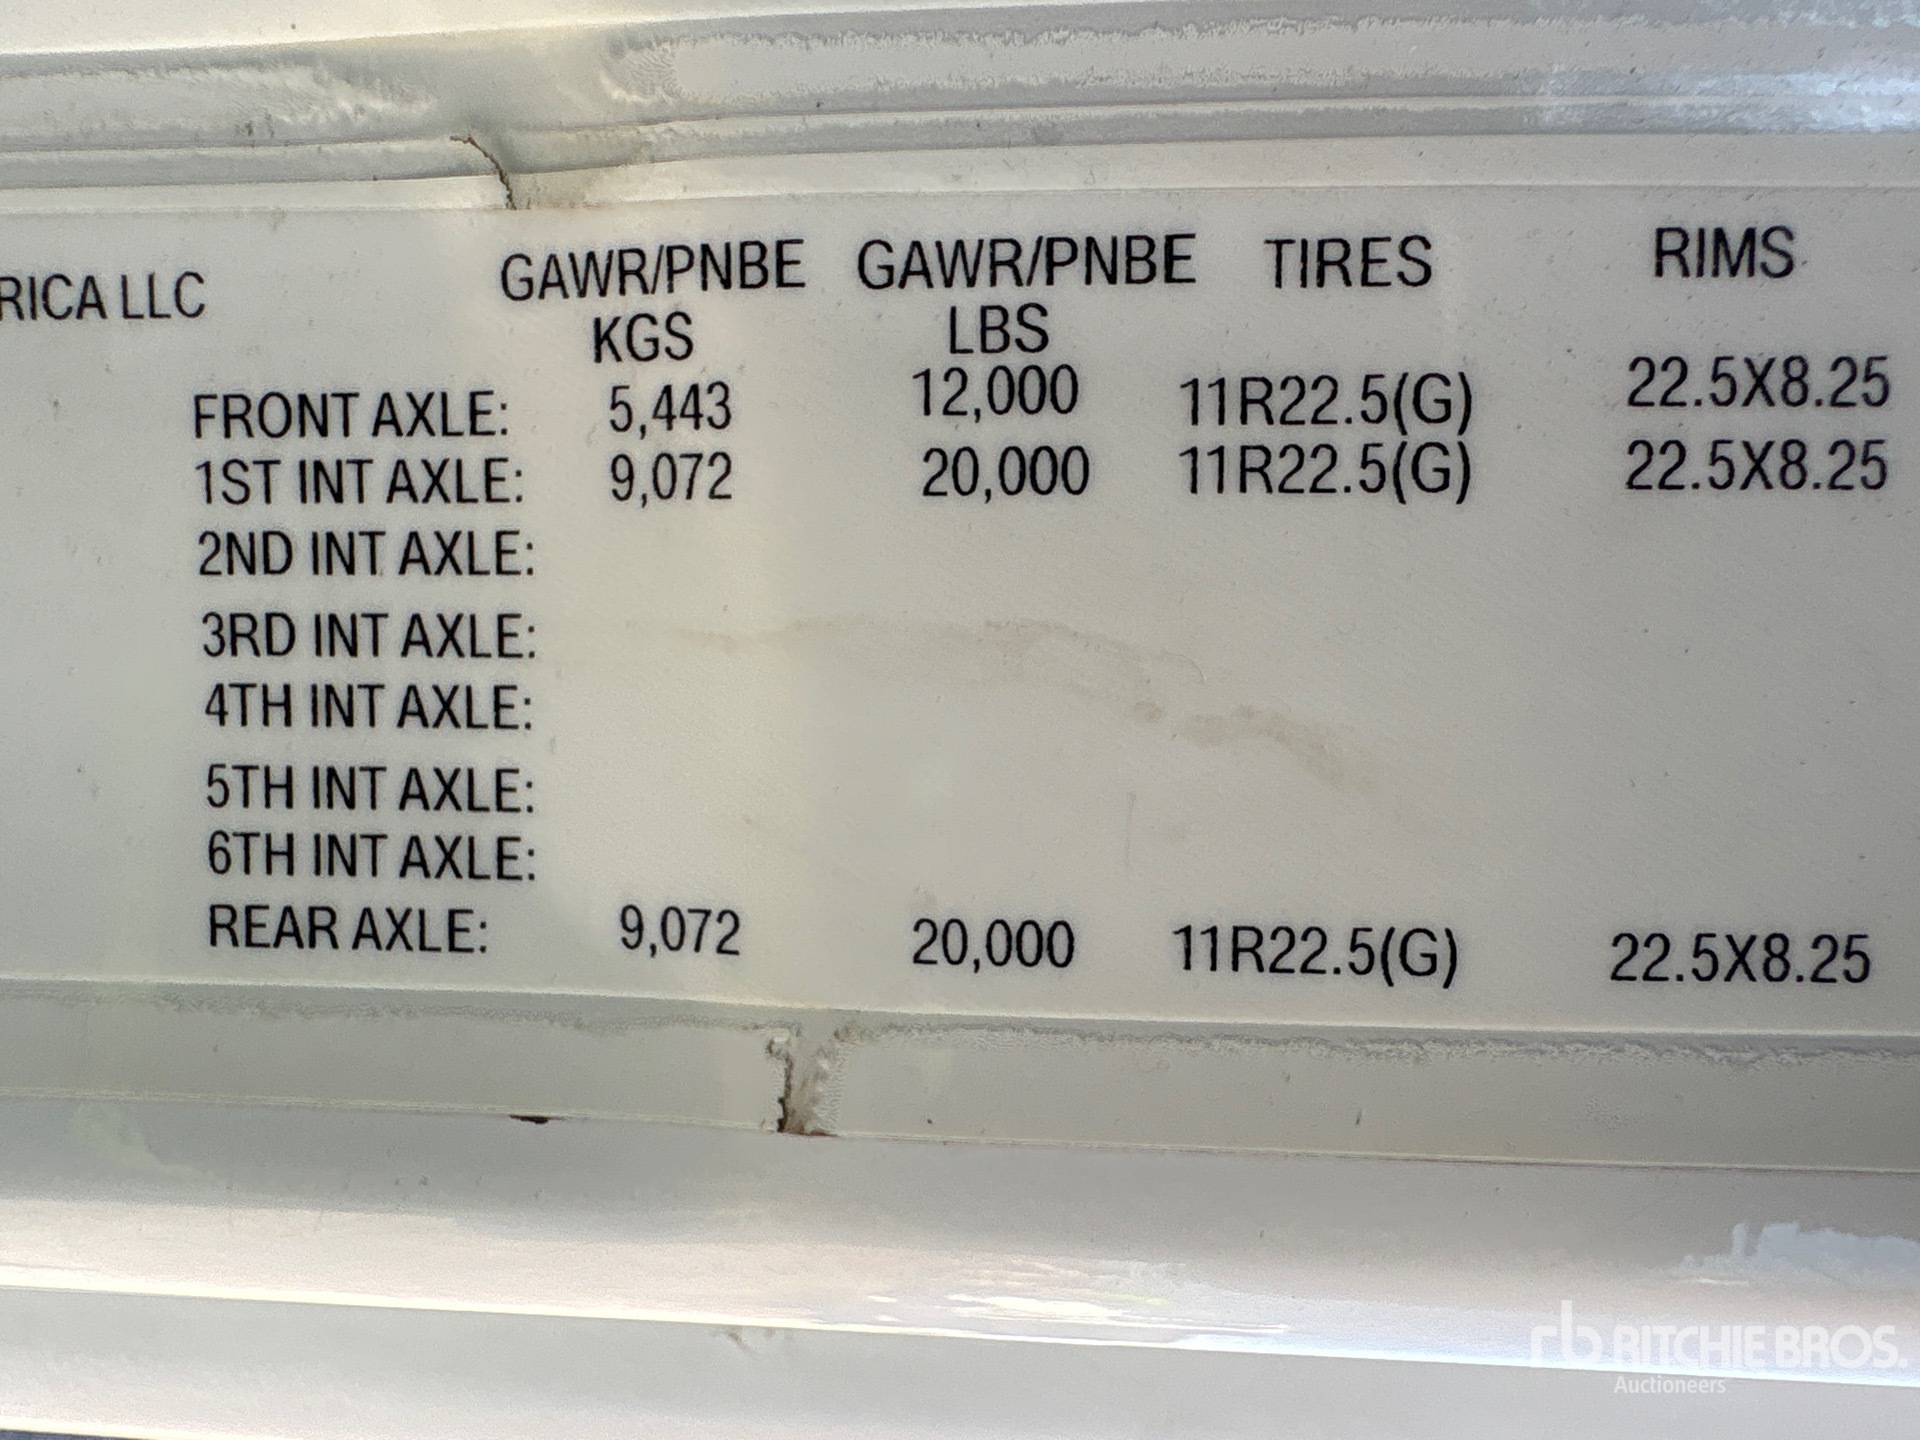 RICA LLC GAWR/PNBE GAWR/PNBE TIRES RIMS
KGS LBS
FRONT AXLE: 5,443 12,000 11R22.5(G) 22.5X8.25
1ST INT AXLE: 9,072 20,000 11R22.5(G) 22.5X8.25
2ND INT AXLE:
3RD INT AXLE:
4TH INT AXLE:
5TH INT AXLE:
6TH INT AXLE:
REAR AXLE: 9,072 20,000 11R22.5(G) 22.5X8.25
rb RITCHIE BROS.
Auctioneers